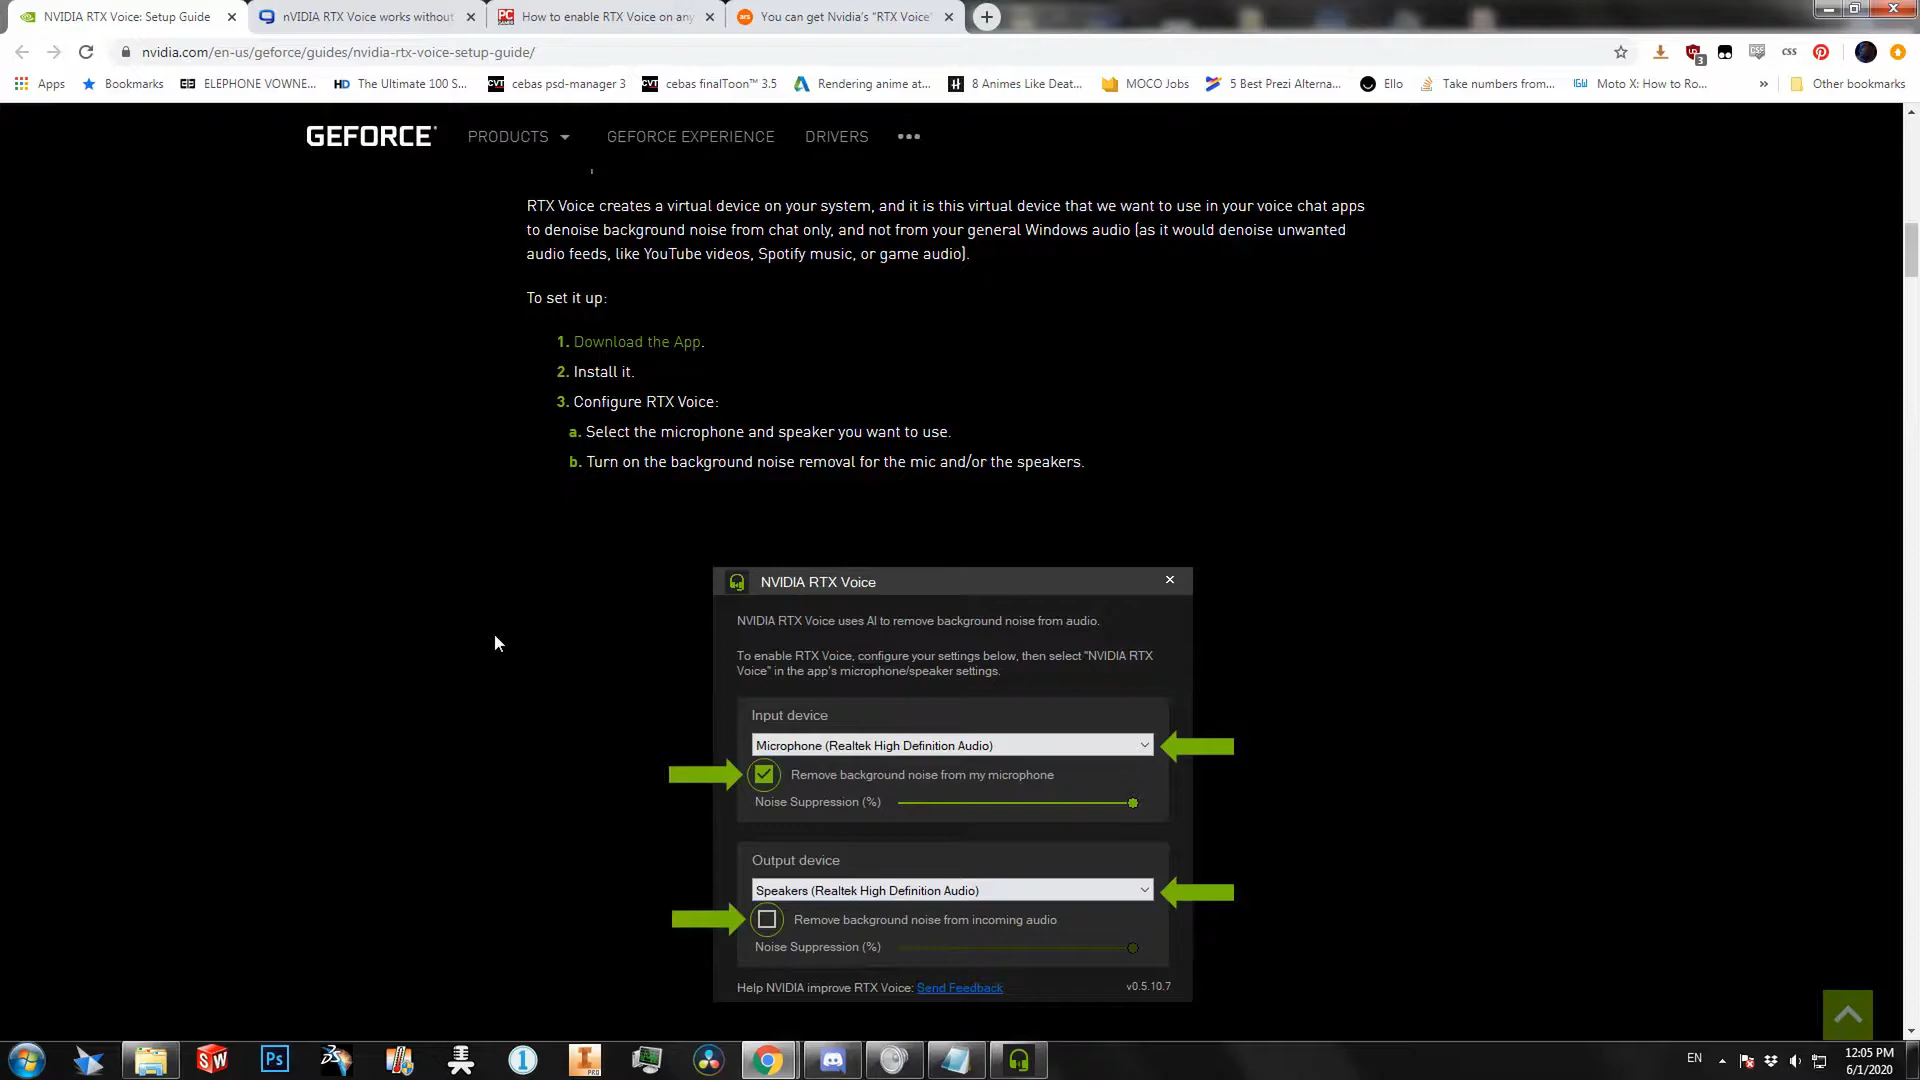 NVIDIA RTX Voice: Setup Guide
nVIDIA RTX Voice works without
PC GAMER How to enable RTX Voice on any
ars You can get Nvidia's "RTX Voice"
nvidia.com/en-us/geforce/guides/nvidia-rtx-voice-setup-guide/
3
CSS
css
Apps
Bookmarks
ELEPHONE VOWNE...
HD The Ultimate 100 S...
CVT cebas psd-manager 3
CVT cebas finalToon™ 3.5
Rendering anime at...
H 8 Animes Like Deat...
MOCO Jobs
5 Best Prezi Alterna...
Ello
Take numbers from...
Moto X: How to Ro...
»
Other bookmarks
GEFORCE
PRODUCTS
GEFORCE EXPERIENCE
DRIVERS
•••
RTX Voice creates a virtual device on your system, and it is this virtual device that we want to use in your voice chat apps
to denoise background noise from chat only, and not from your general Windows audio (as it would denoise unwanted
audio feeds, like YouTube videos, Spotify music, or game audio).
To set it up:
1. Download the App.
2. Install it.
3. Configure RTX Voice:
a. Select the microphone and speaker you want to use.
b. Turn on the background noise removal for the mic and/or the speakers.
NVIDIA RTX Voice
NVIDIA RTX Voice uses AI to remove background noise from audio.
To enable RTX Voice, configure your settings below, then select "NVIDIA RTX
Voice" in the app's microphone/speaker settings.
Input device
Microphone (Realtek High Definition Audio)
Remove background noise from my microphone
Noise Suppression (%)
Output device
Speakers (Realtek High Definition Audio)
Remove background noise from incoming audio
Noise Suppression (%)
Help NVIDIA improve RTX Voice: Send Feedback
v0.5.10.7
SW
Ps
1
I PRO
EN
12:05 PM
6/1/2020